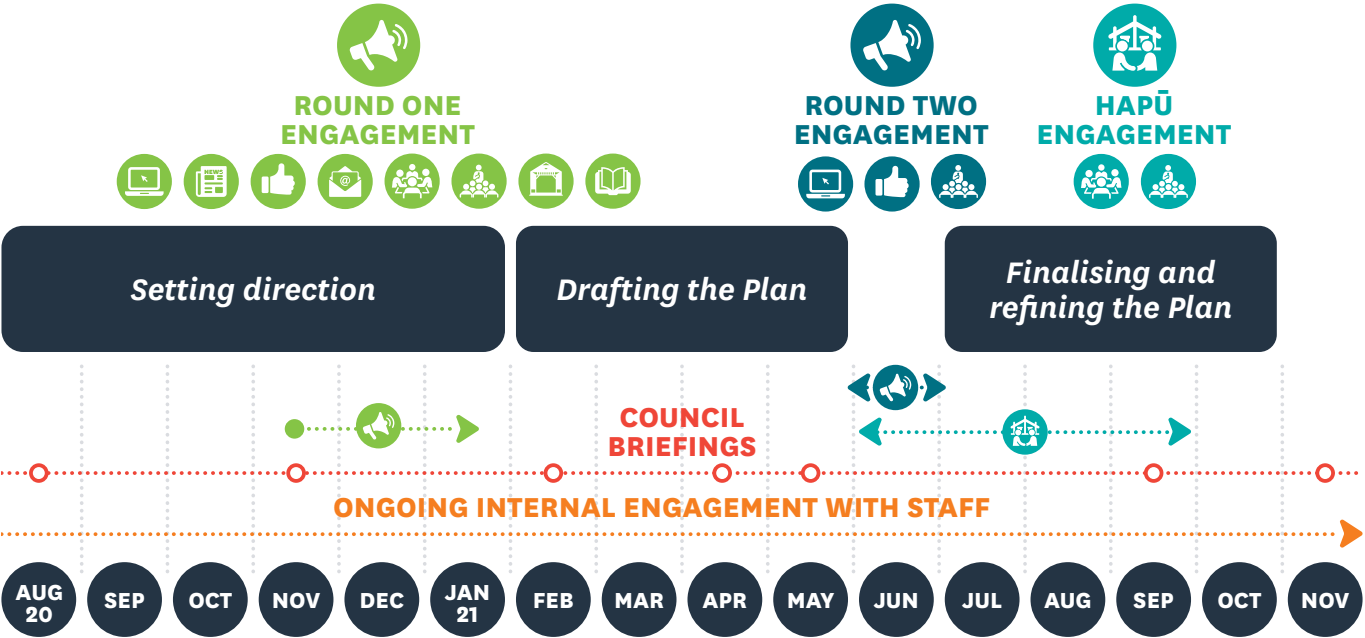 ROUND ONE
ENGAGEMENT
ROUND TWO
ENGAGEMENT
HAPŪ
ENGAGEMENT
NEWS
@
Setting direction
Drafting the Plan
Finalising and
refining the Plan
COUNCIL
BRIEFINGS
ONGOING INTERNAL ENGAGEMENT WITH STAFF
AUG
20
SEP
OCT
NOV
DEC
JAN
21
FEB
MAR
APR
MAY
JUN
JUL
AUG
SEP
OCT
NOV